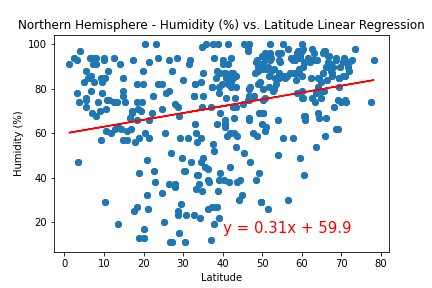 Northern Hemisphere - Humidity (%) vs. Latitude Linear Regression
100
80
60
40
20
Humidity (%)
y = 0.31x + 59.9
0 10 20 30 40 50 60 70 80
Latitude